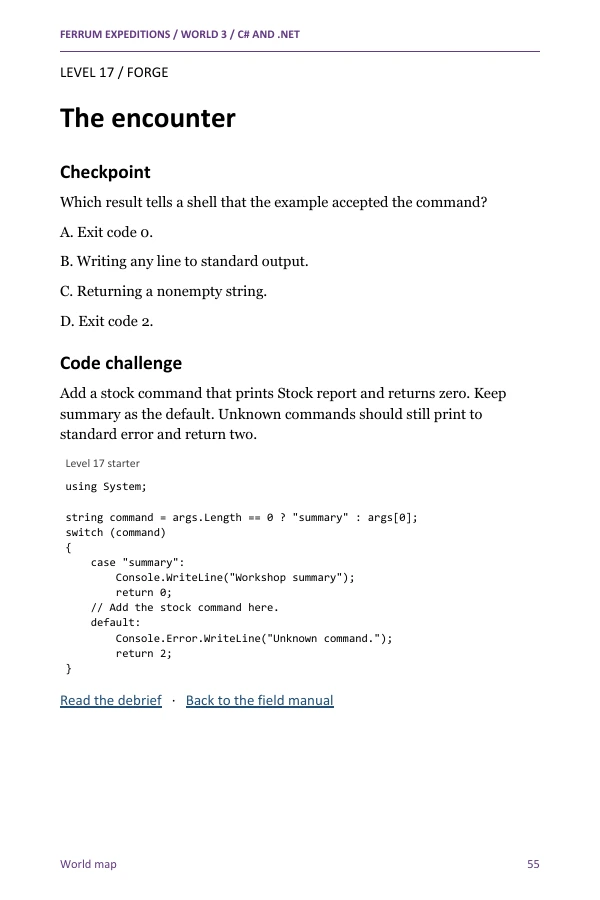 FERRUM EXPEDITIONS / WORLD 3 / C# AND .NET
LEVEL 17 / FORGE
The encounter
Checkpoint
Which result tells a shell that the example accepted the command?
A. Exit code 0.
B. Writing any line to standard output.
C. Returning a nonempty string.
D. Exit code 2.
Code challenge
Add a stock command that prints Stock report and returns zero. Keep
summary as the default. Unknown commands should still print to
standard error and return two.
Level 17 starter
using System;

string command = args.Length == 0 ? "summary" : args[0];
switch (command)
{
    case "summary":
        Console.WriteLine("Workshop summary");
        return 0;
    // Add the stock command here.
    default:
        Console.Error.WriteLine("Unknown command.");
        return 2;
}
Read the debrief · Back to the field manual
World map 55